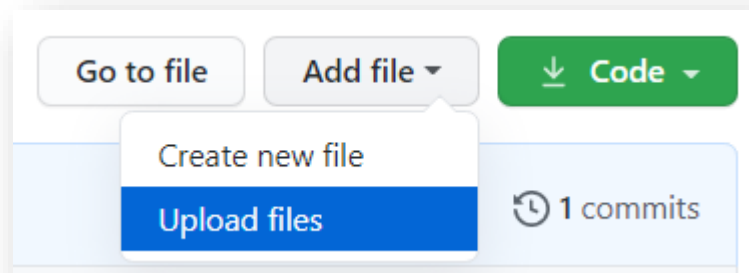 Go to file
Add file
Code
Create new file
Upload files
1 commits